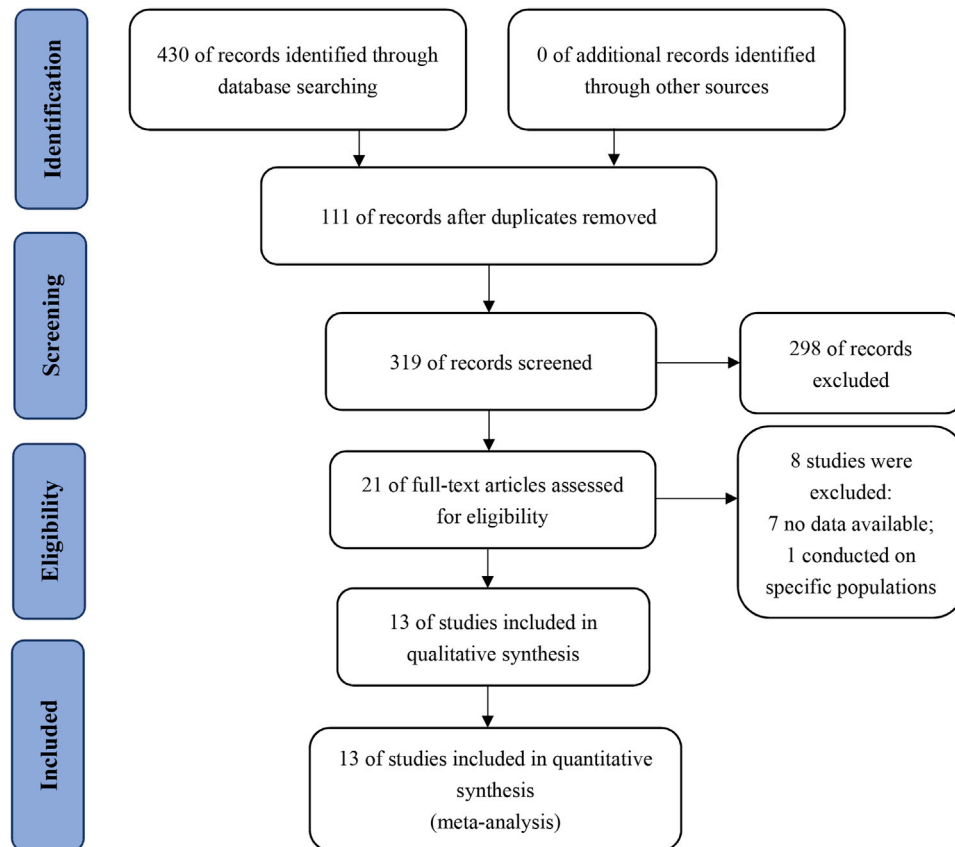 Identification
430 of records identified through
database searching
0 of additional records identified
through other sources
111 of records after duplicates removed
Screening
319 of records screened
298 of records
excluded
Eligibility
21 of full-text articles assessed
for eligibility
8 studies were
excluded:
7 no data available;
1 conducted on
specific populations
13 of studies included in
qualitative synthesis
Included
13 of studies included in quantitative
synthesis
(meta-analysis)